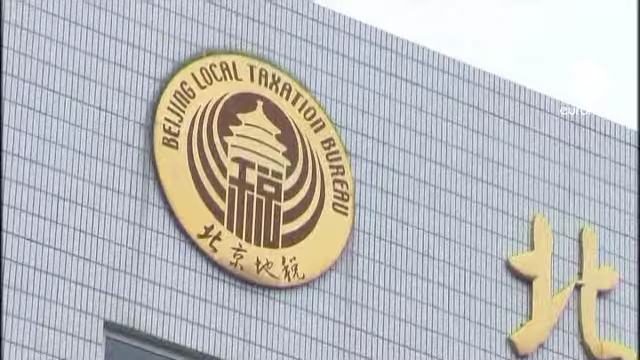 BEIJING LOCAL TAXATION BUREAU
税
北京地税
北